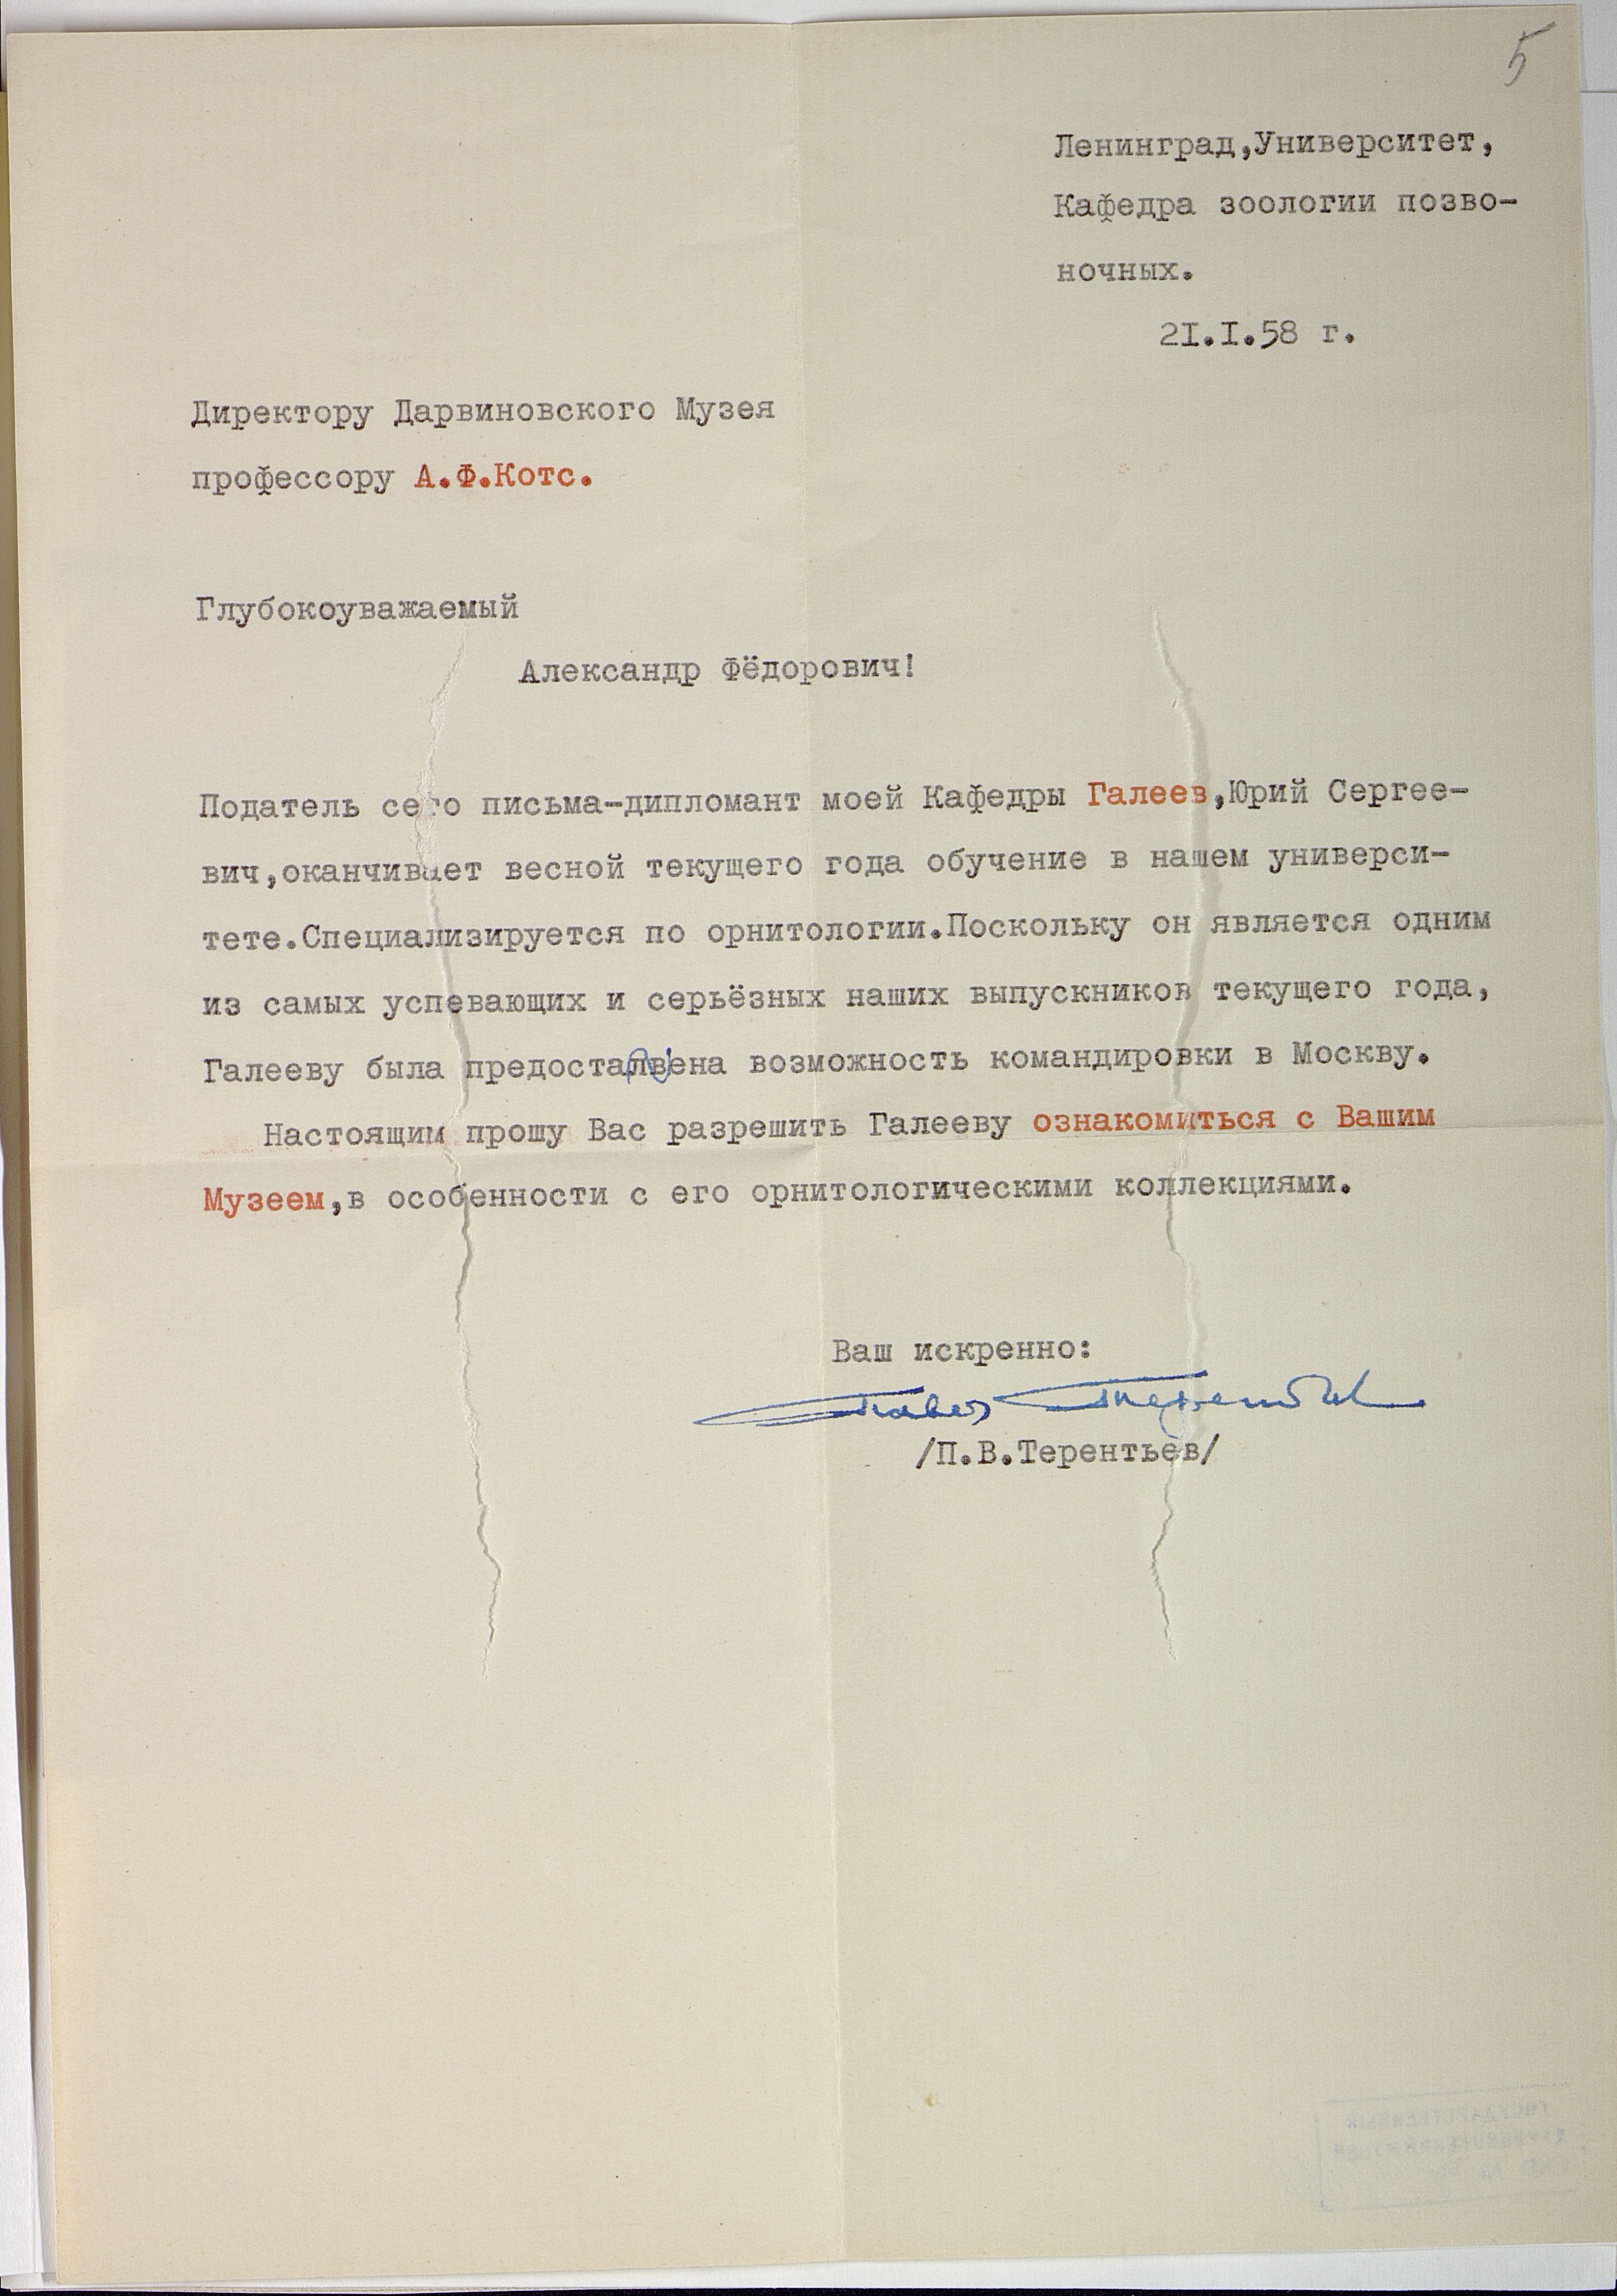 5
Ленинград,Университет,
Кафедра зоологии позво-
ночных.
2I.I.58 г.
Директору Дарвиновского Музея
профессору А.Ф.Котс.
Глубокоуважаемый
Александр Фёдорович!
Податель сего письма-дипломант моей Кафедры Галеев,Юрий Сергее-
вич,оканчивает весной текущего года обучение в нашем универси-
тете.Специализируется по орнитологии.Поскольку он является одним
из самых успевающих и серьёзных наших выпускников текущего года,
Галееву была предосталвена возможность командировки в Москву.
Настоящим прошу Вас разрешить Галееву ознакомиться с Вашим
Музеем,в особенности с его орнитологическими коллекциями.
Ваш искренно:
Павел Терентьев
/П.В.Терентьев/